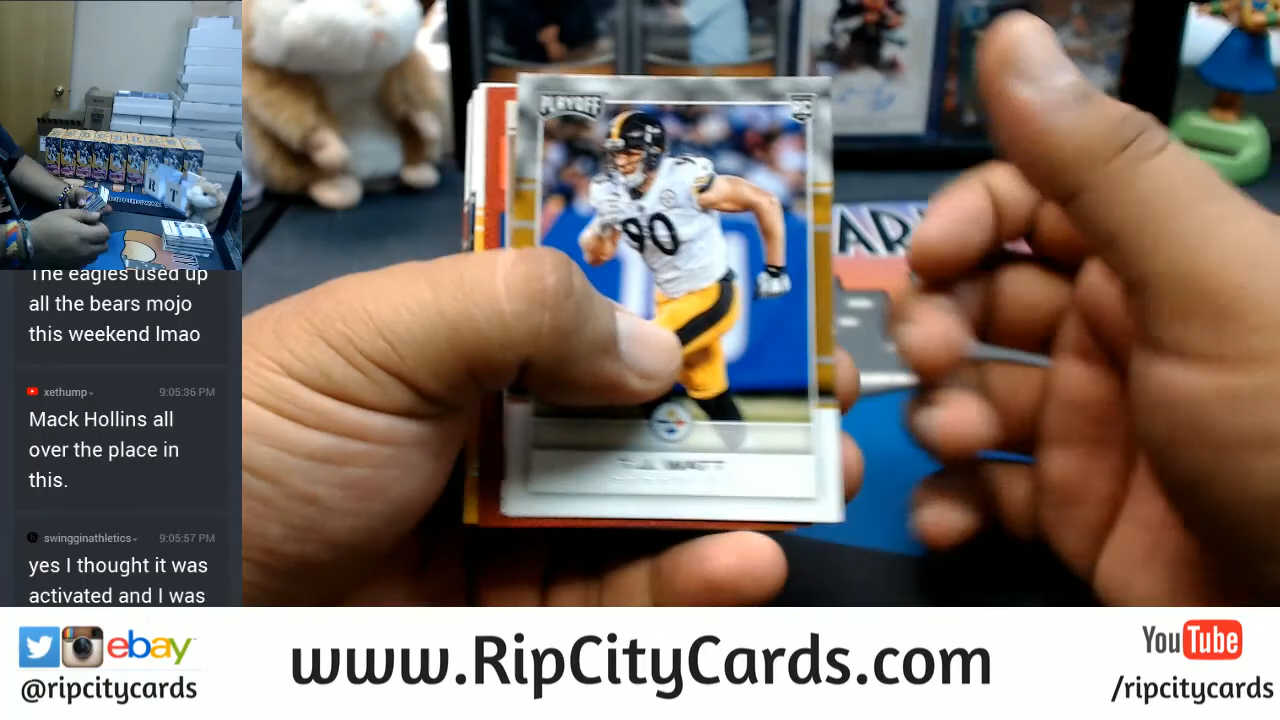 The eagles used up
all the bears mojo
this weekend lmao
xethump 9:05:36 PM
Mack Hollins all
over the place in
this.
swingginathletics 9:05:57 PM
yes I thought it was
activated and I was
PLAYOFF RC
90
T.J. WATT
ebay
@ripcitycards
www.RipCityCards.com
YouTube
/ripcitycards